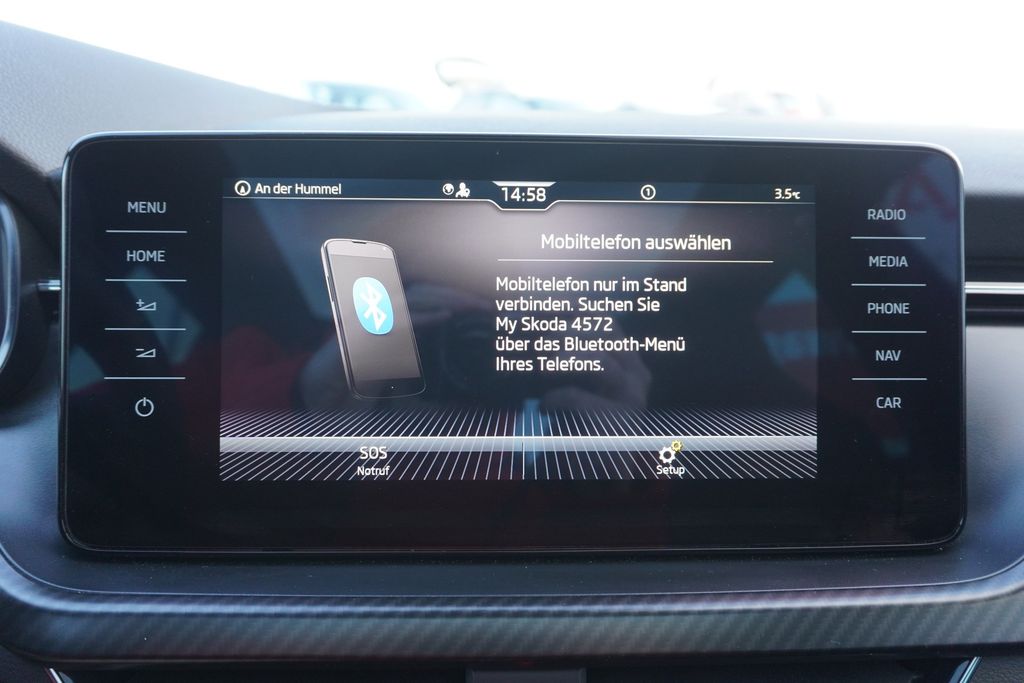 An der Hummel 14:58 1 3.5°C
MENU
HOME
Mobiltelefon auswählen
Mobiltelefon nur im Stand
verbinden. Suchen Sie
My Skoda 4572
über das Bluetooth-Menü
Ihres Telefons.
SOS
Notruf
Setup
RADIO
MEDIA
PHONE
NAV
CAR